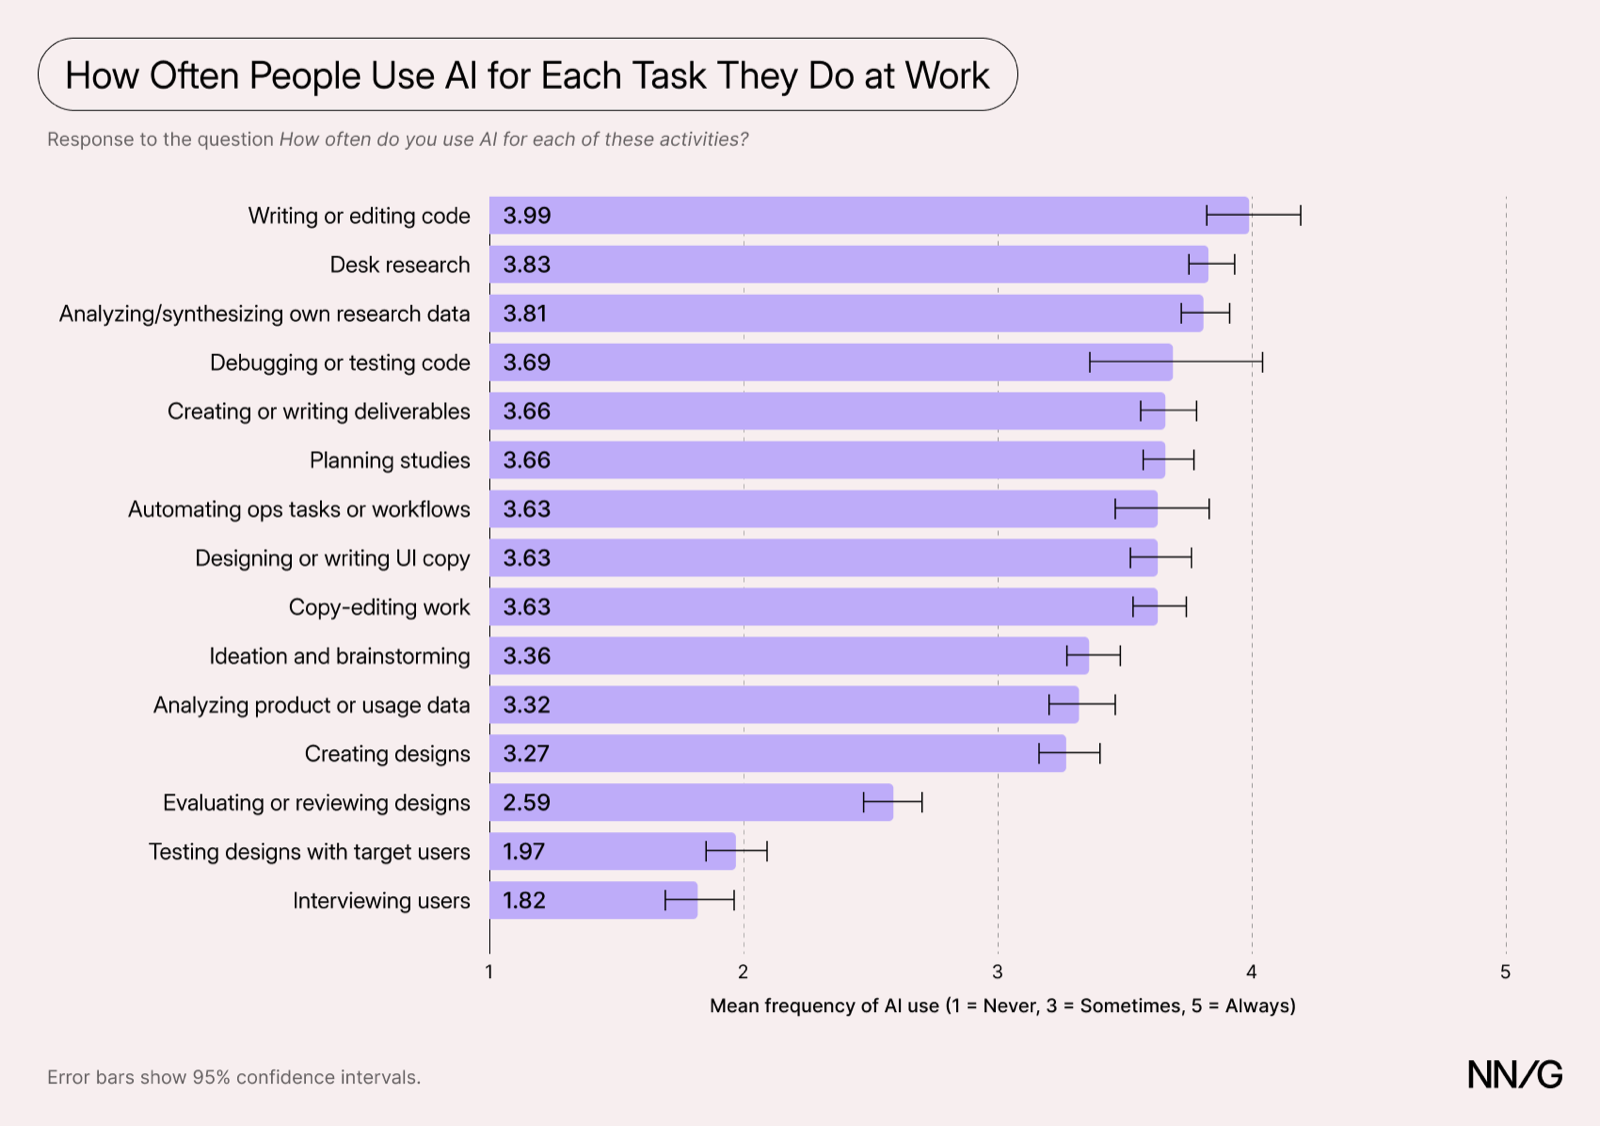 How Often People Use AI for Each Task They Do at Work
Response to the question How often do you use AI for each of these activities?
Writing or editing code 3.99
Desk research 3.83
Analyzing/synthesizing own research data 3.81
Debugging or testing code 3.69
Creating or writing deliverables 3.66
Planning studies 3.66
Automating ops tasks or workflows 3.63
Designing or writing UI copy 3.63
Copy-editing work 3.63
Ideation and brainstorming 3.36
Analyzing product or usage data 3.32
Creating designs 3.27
Evaluating or reviewing designs 2.59
Testing designs with target users 1.97
Interviewing users 1.82
1 2 3 4 5
Mean frequency of AI use (1 = Never, 3 = Sometimes, 5 = Always)
Error bars show 95% confidence intervals.
NN/G